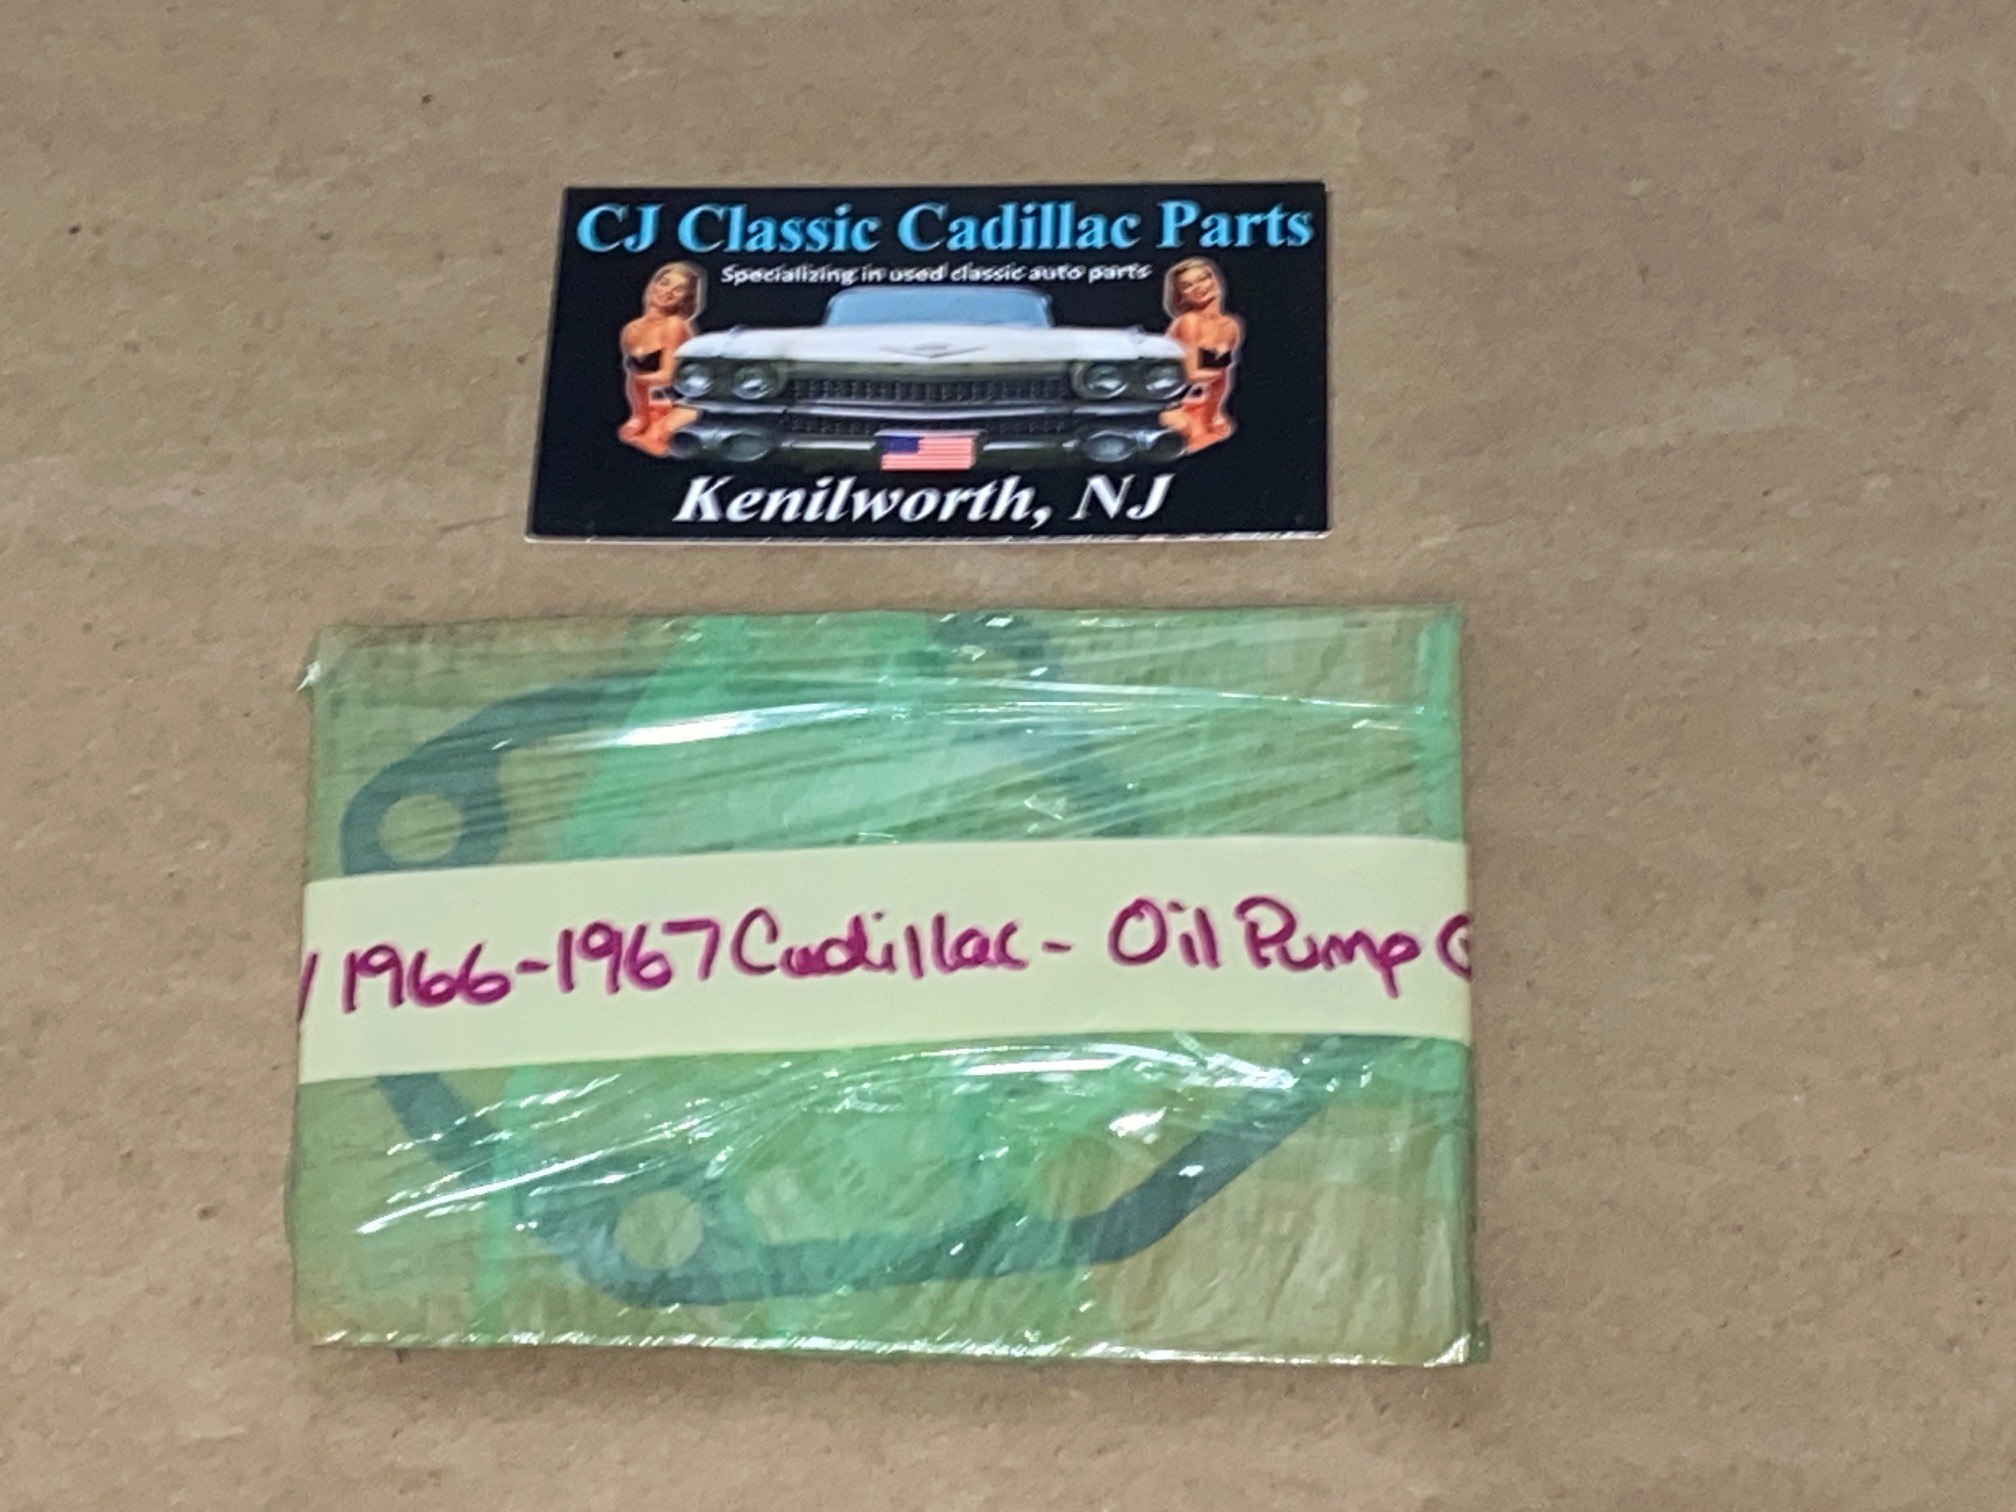 CJ Classic Cadillac Parts
Specializing in used classic auto parts
Kenilworth, NJ
/ 1966-1967 Cadillac - Oil Pump G